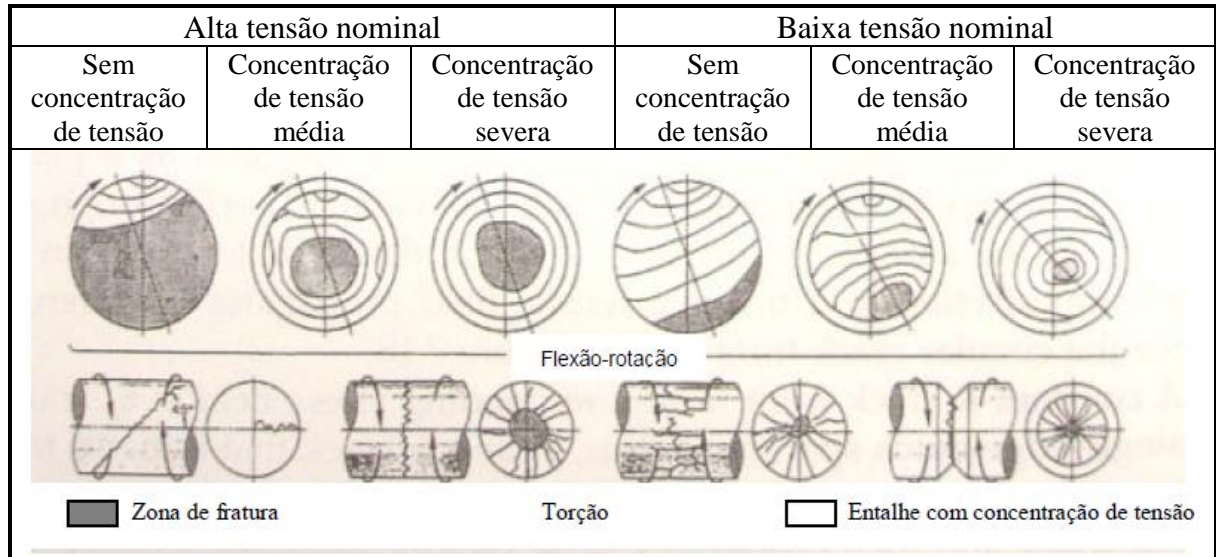 Alta tensão nominal
Baixa tensão nominal
Sem
concentração
de tensão
Concentração
de tensão
média
Concentração
de tensão
severa
Sem
concentração
de tensão
Concentração
de tensão
média
Concentração
de tensão
severa
Flexão-rotação
Zona de fratura
Torção
Entalhe com concentração de tensão